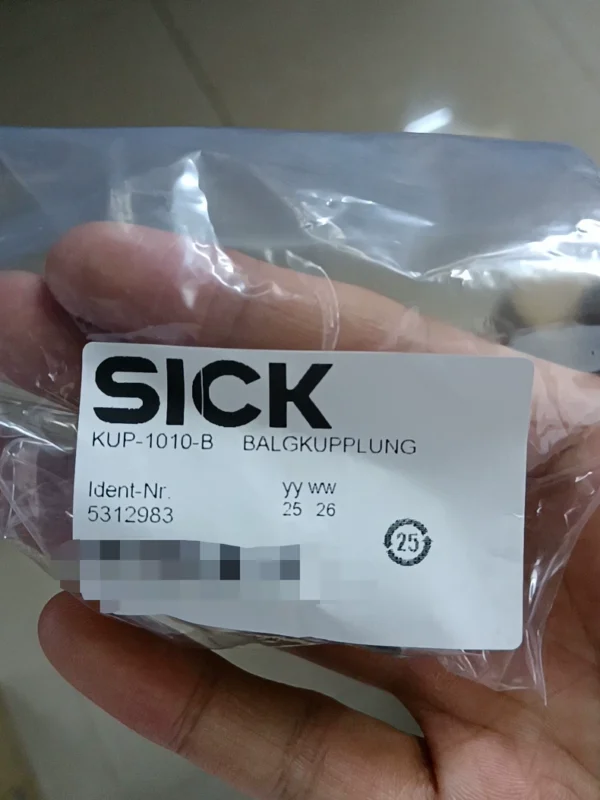 SICK
KUP-1010-B BALGKUPPLUNG
Ident-Nr. yy ww
5312983 25 26
25